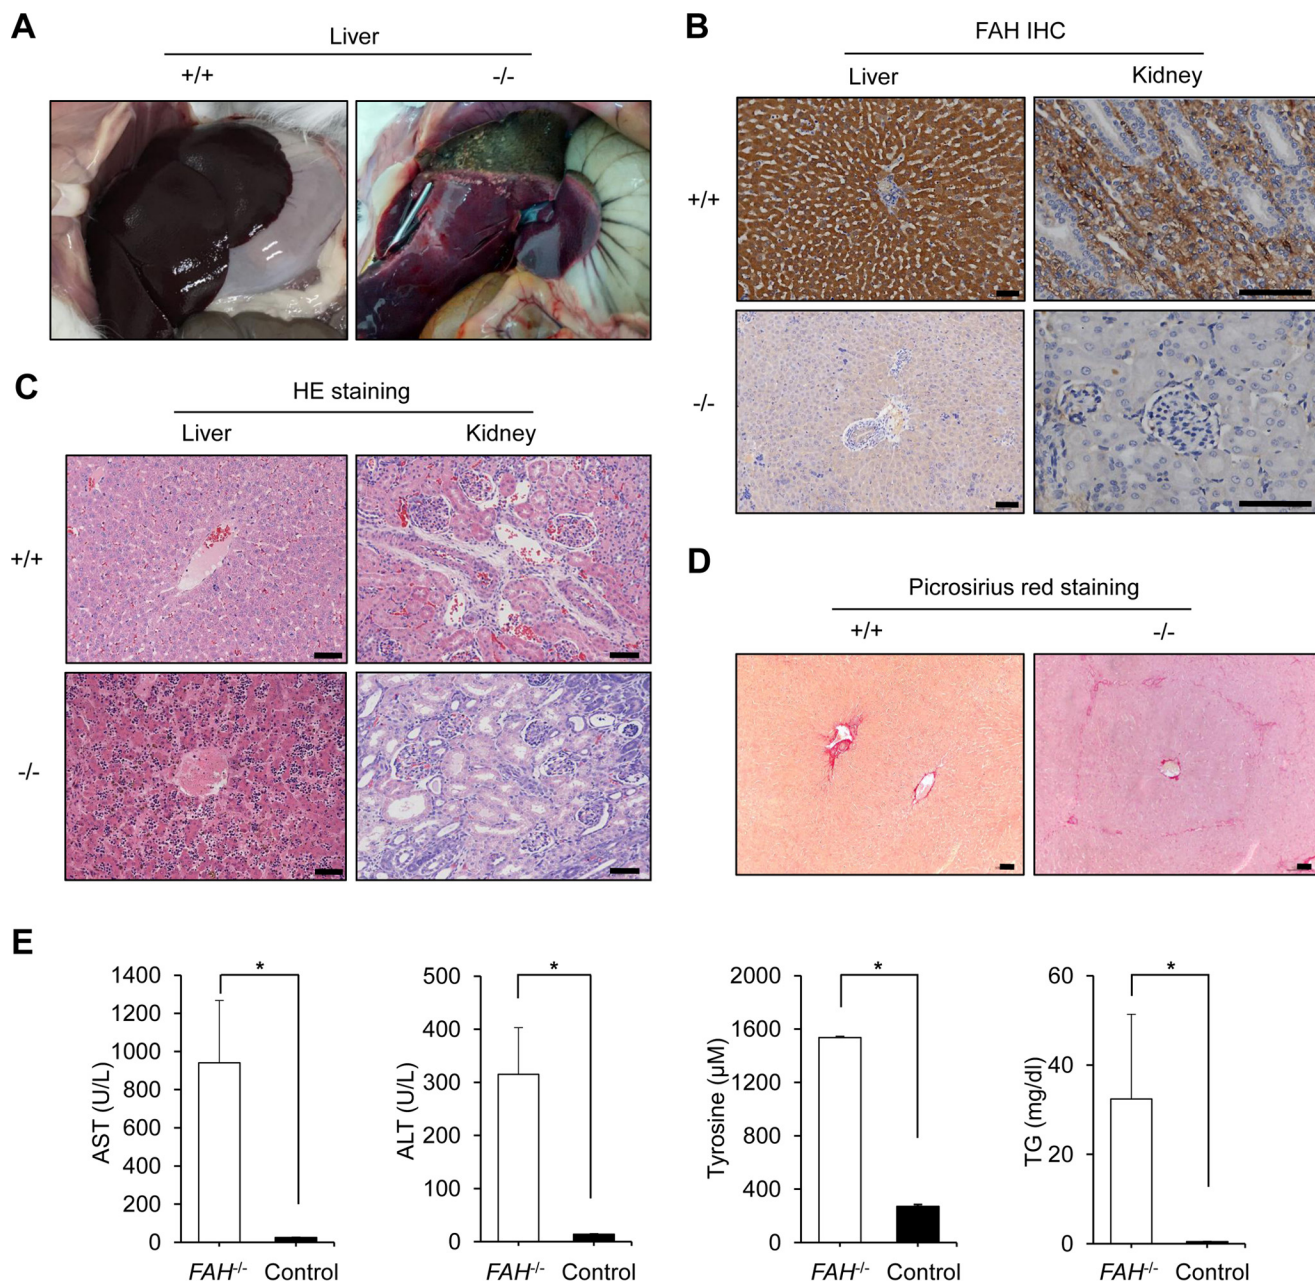 A
Liver
+/+ -/-
B
FAH IHC
Liver Kidney
+/+
-/-
C
HE staining
Liver Kidney
+/+
-/-
D
Picrosirius red staining
+/+ -/-
E
1400
1200
1000
800
600
400
200
0
AST (U/L)
*
FAH-/- Control
500
400
300
200
100
0
ALT (U/L)
*
FAH-/- Control
2000
1600
1200
800
400
0
Tyrosine (µM)
*
FAH-/- Control
60
40
20
0
TG (mg/dl)
*
FAH-/- Control